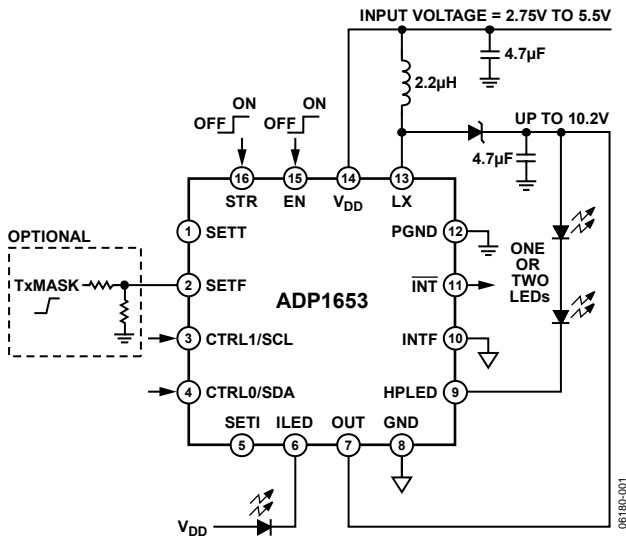 INPUT VOLTAGE = 2.75V TO 5.5V
4.7µF
2.2µH
ON
OFF
ON
OFF
UP TO 10.2V
4.7µF
16
15
14
13
STR
EN
VDD
LX
OPTIONAL
1
SETT
PGND
12
ONE
OR
TWO
LEDs
TxMASK
2
SETF
INT
11
ADP1653
3
CTRL1/SCL
INTF
10
4
CTRL0/SDA
HPLED
9
SETI
ILED
OUT
GND
5
6
7
8
VDD
06180-001